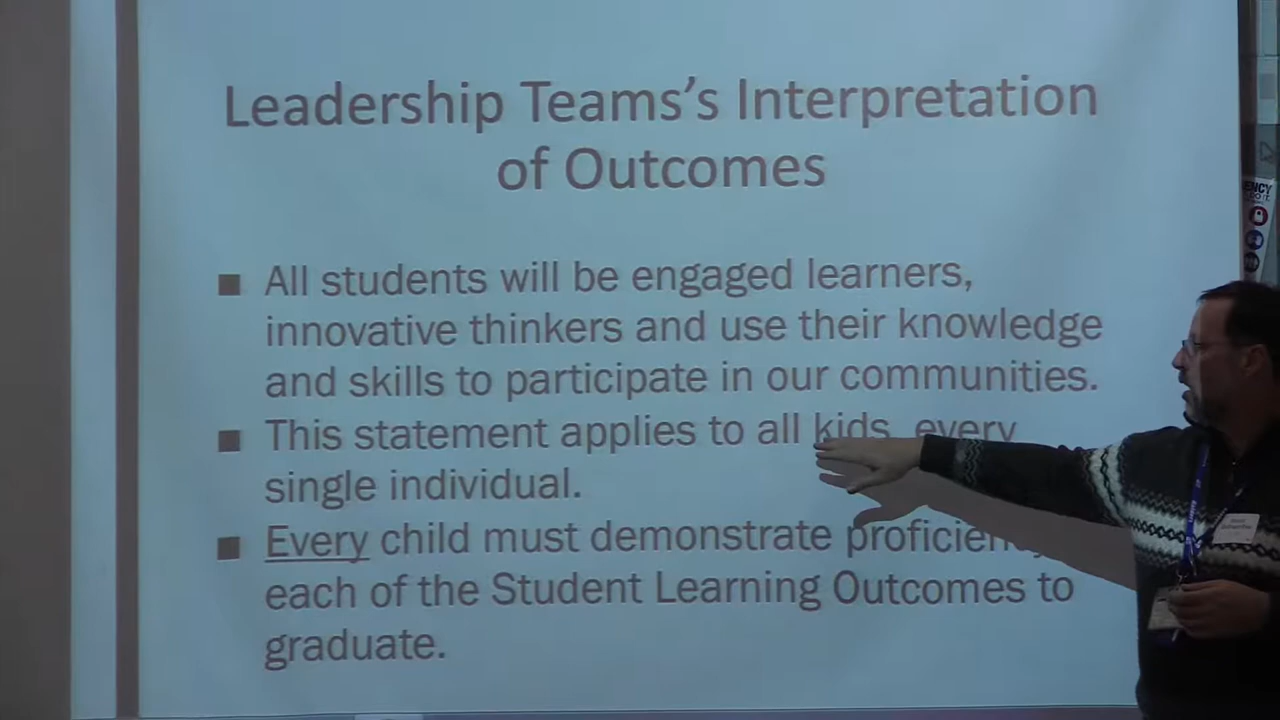 Leadership Teams's Interpretation
of Outcomes
■ All students will be engaged learners,
innovative thinkers and use their knowledge
and skills to participate in our communities.
■ This statement applies to all kids, every
single individual.
■ Every child must demonstrate
each of the Student Learning Outcomes to
graduate.
ENCY